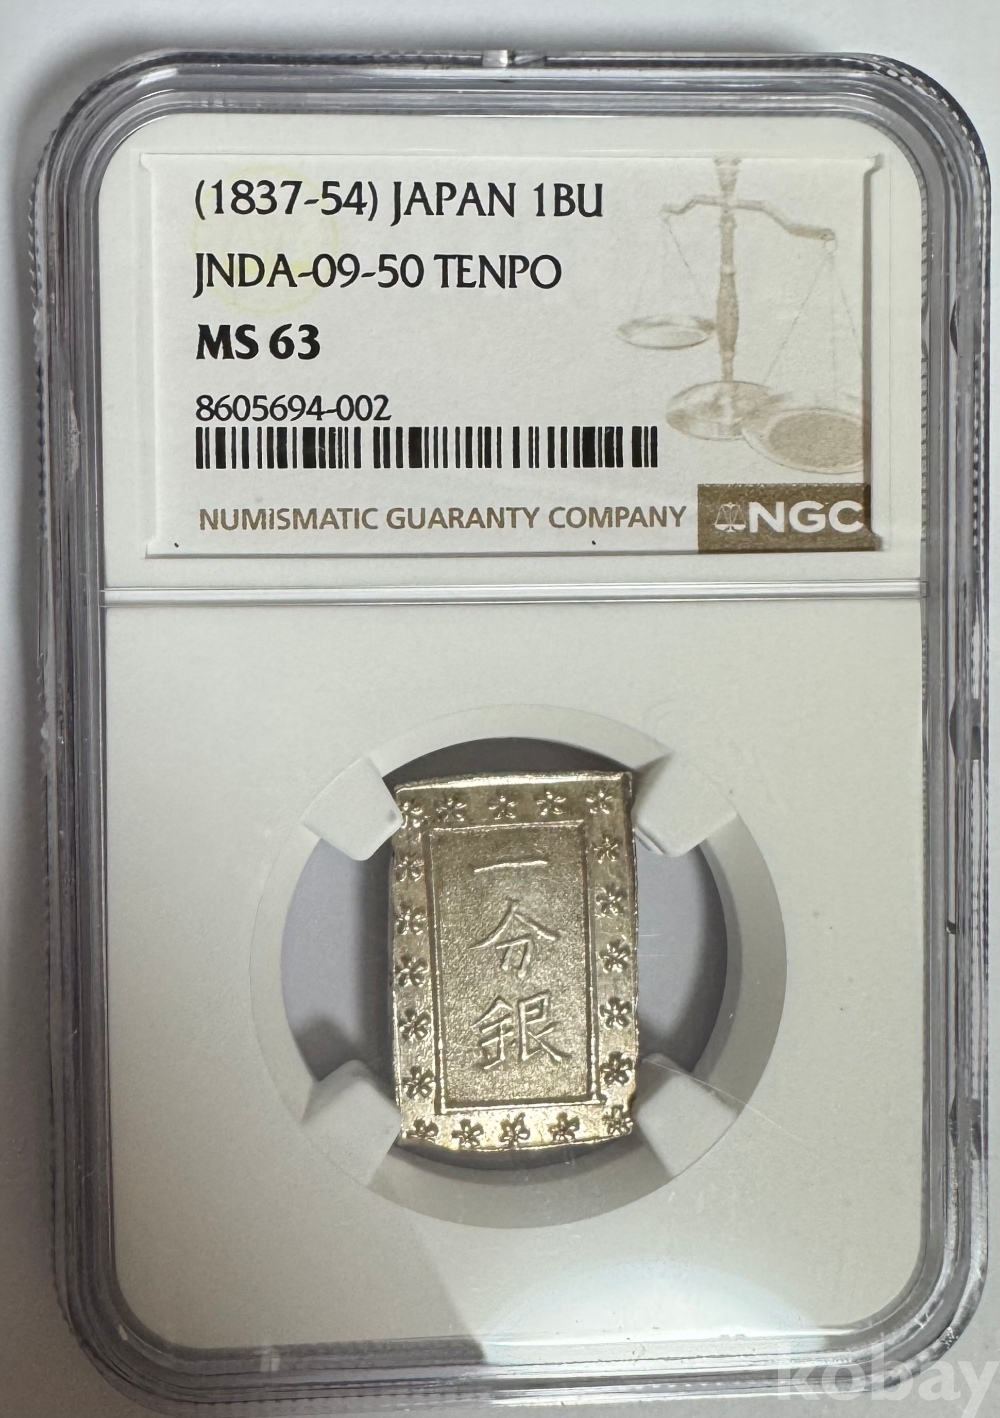 (1837-54) JAPAN 1BU
JNDA-09-50 TENPO
MS 63
8605694-002
NUMISMATIC GUARANTY COMPANY NGC
一
分
銀
kobay